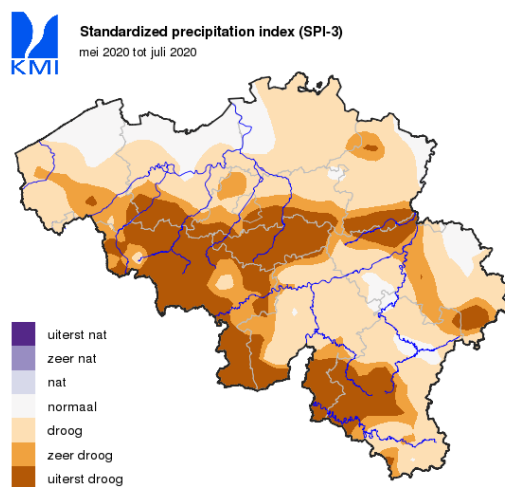 Standardized precipitation index (SPI-3)
mei 2020 tot juli 2020
KMI
uiterst nat
zeer nat
nat
normaal
droog
zeer droog
uiterst droog